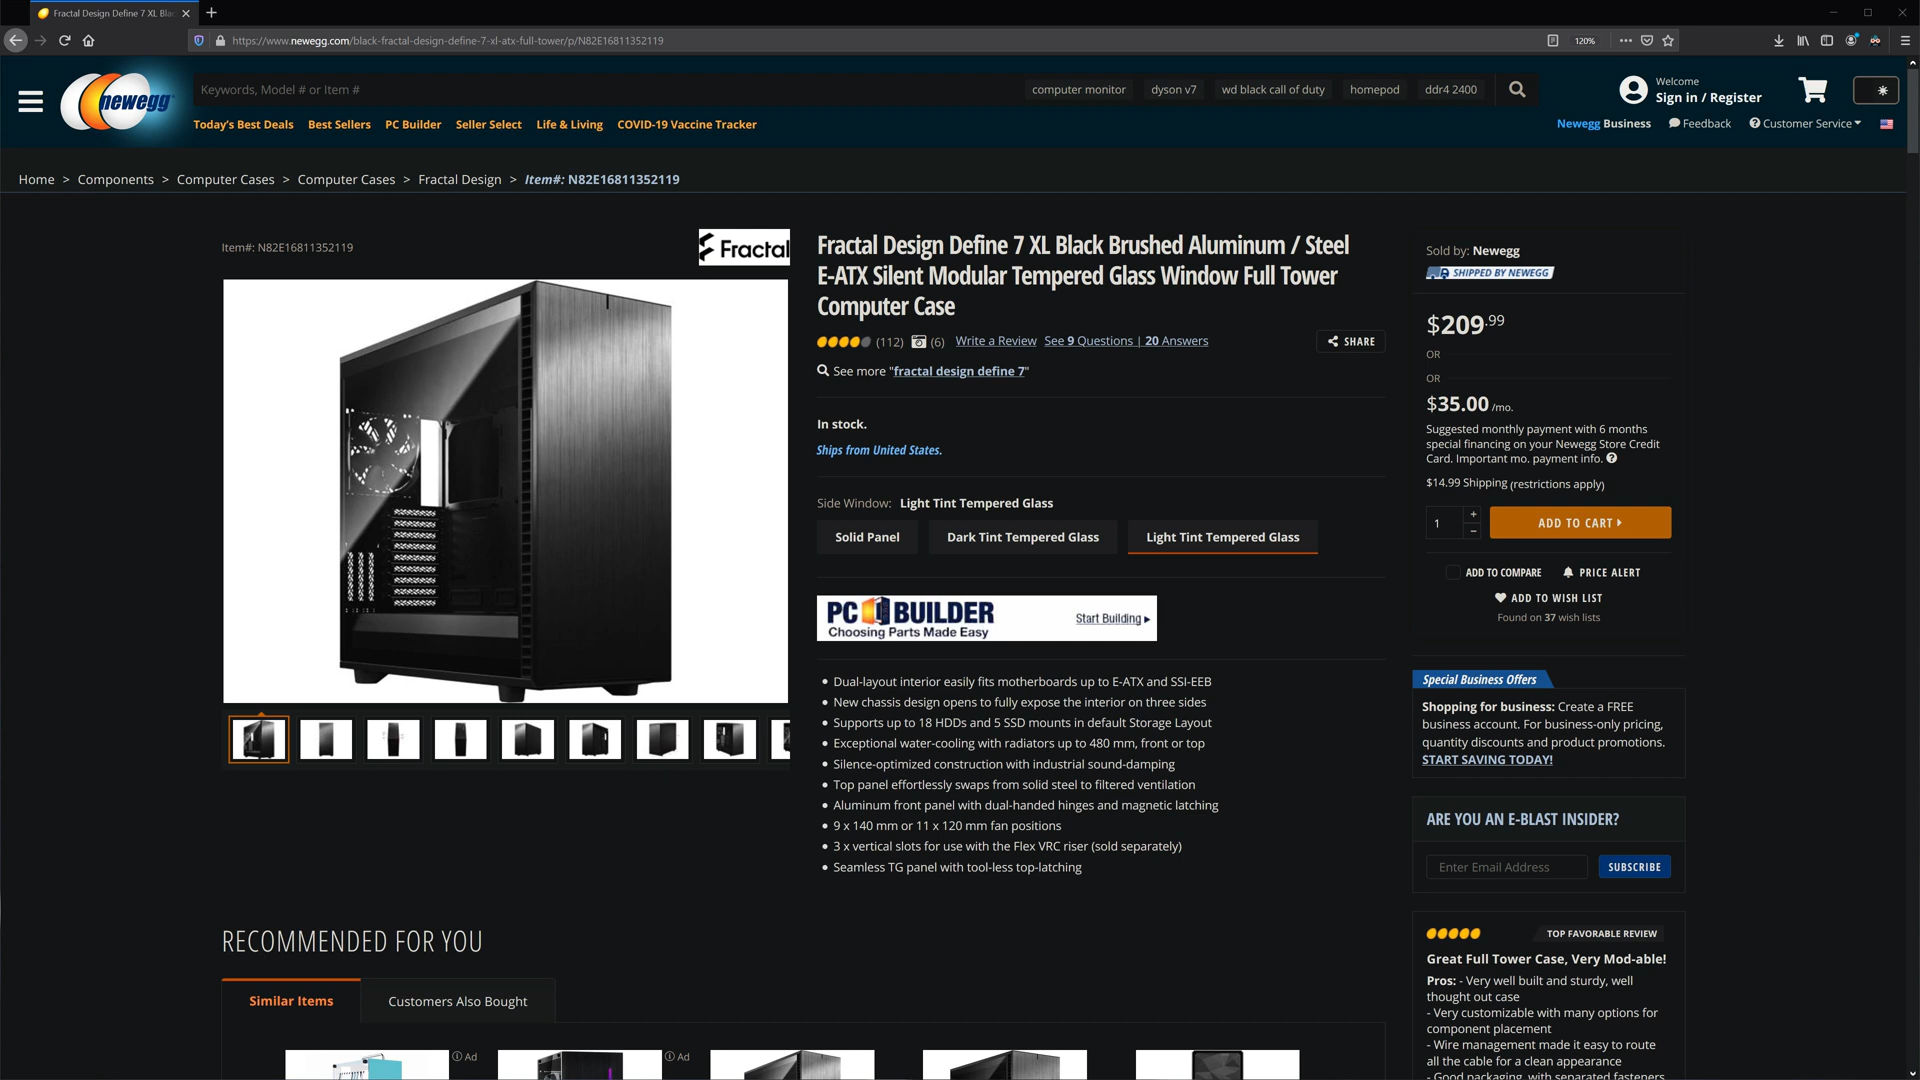 Fractal Design Define 7 XL Blac
https://www.newegg.com/black-fractal-design-define-7-xl-atx-full-tower/p/N82E16811352119
120%
newegg
Keywords, Model # or Item #
computer monitor
dyson v7
wd black call of duty
homepod
ddr4 2400
Welcome
Sign in / Register
Today's Best Deals
Best Sellers
PC Builder
Seller Select
Life & Living
COVID-19 Vaccine Tracker
Newegg Business
Feedback
Customer Service
Home > Components > Computer Cases > Computer Cases > Fractal Design > Item#: N82E16811352119
Item#: N82E16811352119
Fractal
Fractal Design Define 7 XL Black Brushed Aluminum / Steel
E-ATX Silent Modular Tempered Glass Window Full Tower
Computer Case
(112)
(6)
Write a Review
See 9 Questions | 20 Answers
SHARE
See more "fractal design define 7"
In stock.
Ships from United States.
Side Window: Light Tint Tempered Glass
Solid Panel
Dark Tint Tempered Glass
Light Tint Tempered Glass
PC BUILDER
Choosing Parts Made Easy
Start Building
Dual-layout interior easily fits motherboards up to E-ATX and SSI-EEB
New chassis design opens to fully expose the interior on three sides
Supports up to 18 HDDs and 5 SSD mounts in default Storage Layout
Exceptional water-cooling with radiators up to 480 mm, front or top
Silence-optimized construction with industrial sound-damping
Top panel effortlessly swaps from solid steel to filtered ventilation
Aluminum front panel with dual-handed hinges and magnetic latching
9 x 140 mm or 11 x 120 mm fan positions
3 x vertical slots for use with the Flex VRC riser (sold separately)
Seamless TG panel with tool-less top-latching
Sold by: Newegg
SHIPPED BY NEWEGG
$209.99
OR
OR
$35.00 /mo.
Suggested monthly payment with 6 months
special financing on your Newegg Store Credit
Card. Important mo. payment info.
$14.99 Shipping (restrictions apply)
1
+
−
ADD TO CART
ADD TO COMPARE
PRICE ALERT
ADD TO WISH LIST
Found on 37 wish lists
Special Business Offers
Shopping for business: Create a FREE
business account. For business-only pricing,
quantity discounts and product promotions.
START SAVING TODAY!
ARE YOU AN E-BLAST INSIDER?
Enter Email Address
SUBSCRIBE
TOP FAVORABLE REVIEW
Great Full Tower Case, Very Mod-able!
Pros: - Very well built and sturdy, well
thought out case
- Very customizable with many options for
component placement
- Wire management made it easy to route
all the cable for a clean appearance
- Good packaging, with separated fasteners
RECOMMENDED FOR YOU
Similar Items
Customers Also Bought
Ad
Ad